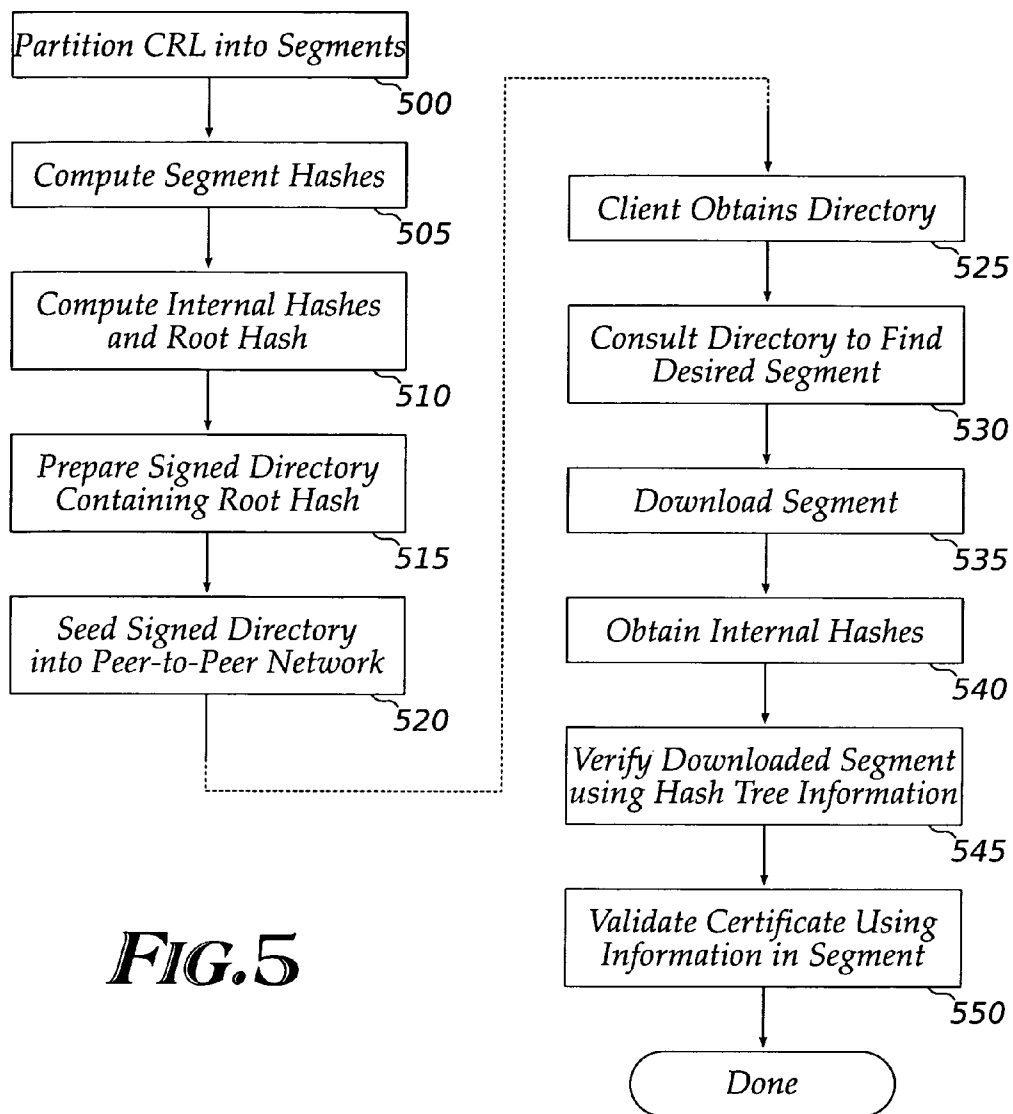 Partition CRL into Segments
500
Compute Segment Hashes
505
Compute Internal Hashes
and Root Hash
510
Prepare Signed Directory
Containing Root Hash
515
Seed Signed Directory
into Peer-to-Peer Network
520
Client Obtains Directory
525
Consult Directory to Find
Desired Segment
530
Download Segment
535
Obtain Internal Hashes
540
Verify Downloaded Segment
using Hash Tree Information
545
Validate Certificate Using
Information in Segment
550
Done
FIG.5